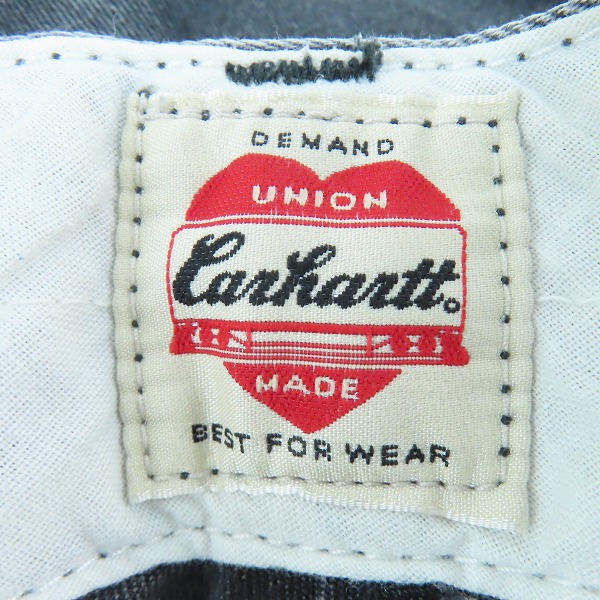 DEMAND
UNION
Carhartt
MADE
BEST FOR WEAR